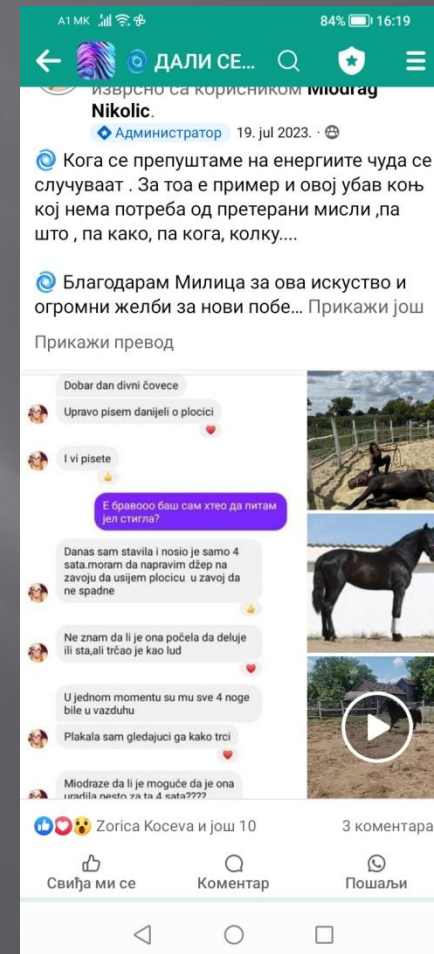 A1 MK
84% 16:19
ДАЛИ СЕ...
изврсно са корисником Miodrag
Nikolic.
Администратор 19. jul 2023. ·
Кога се препуштаме на енергиите чуда се
случуваат . За тоа е пример и овој убав коњ
кој нема потреба од претерани мисли ,па
што , па како, па кога, колку....
Благодарам Милица за ова искуство и
огромни желби за нови побе... Прикажи још
Прикажи превод
Dobar dan divni čovece
Upravo pisem danijeli o plocici
I vi pisete
Е бравооо баш сам хтео да питам
јел стигла?
Danas sam stavila i nosio je samo 4
sata.moram da napravim džep na
zavoju da usijem plocicu u zavoj da
ne spadne
Ne znam da li je ona počela da deluje
ili sta,ali trčao je kao lud
U jednom momentu su mu sve 4 noge
bile u vazduhu
Plakala sam gledajuci ga kako trci
Miodraze da li je moguće da je ona
uradila nesto za ta 4 sata????
Zorica Koceva и још 10
3 коментара
Свиђа ми се
Коментар
Пошаљи